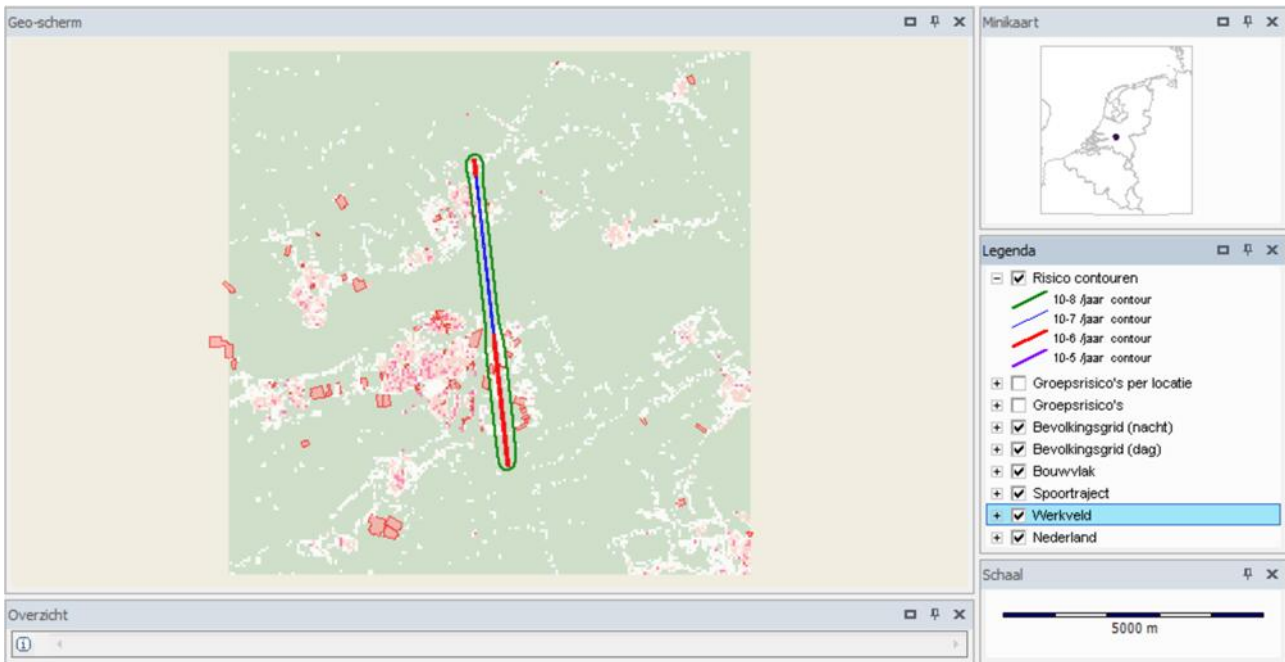 Geo-scherm
Minikaart
Legenda
Risico contouren
10-8 /jaar contour
10-7 /jaar contour
10-6 /jaar contour
10-5 /jaar contour
Groepsrisico's per locatie
Groepsrisico's
Bevolkingsgrid (nacht)
Bevolkingsgrid (dag)
Bouwvlak
Spoortraject
Werkveld
Nederland
Schaal
5000 m
Overzicht